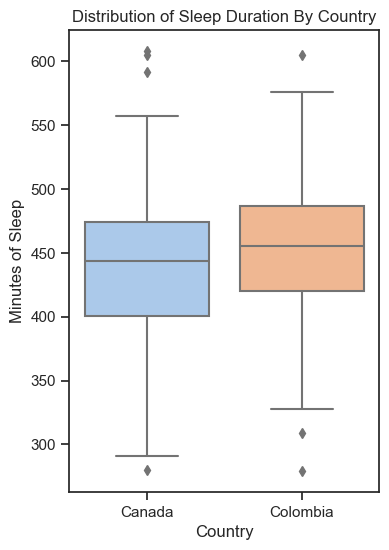 Distribution of Sleep Duration By Country
600
550
500
450
400
350
300
Minutes of Sleep
Canada
Colombia
Country